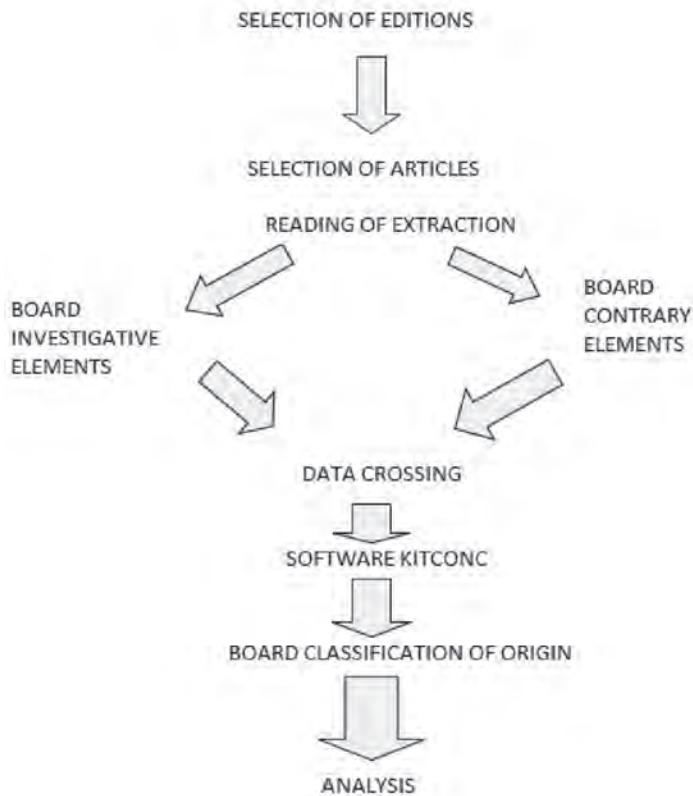 SELECTION OF EDITIONS
SELECTION OF ARTICLES
READING OF EXTRACTION
BOARD
INVESTIGATIVE
ELEMENTS
BOARD
CONTRARY
ELEMENTS
DATA CROSSING
SOFTWARE KITCONC
BOARD CLASSIFICATION OF ORIGIN
ANALYSIS